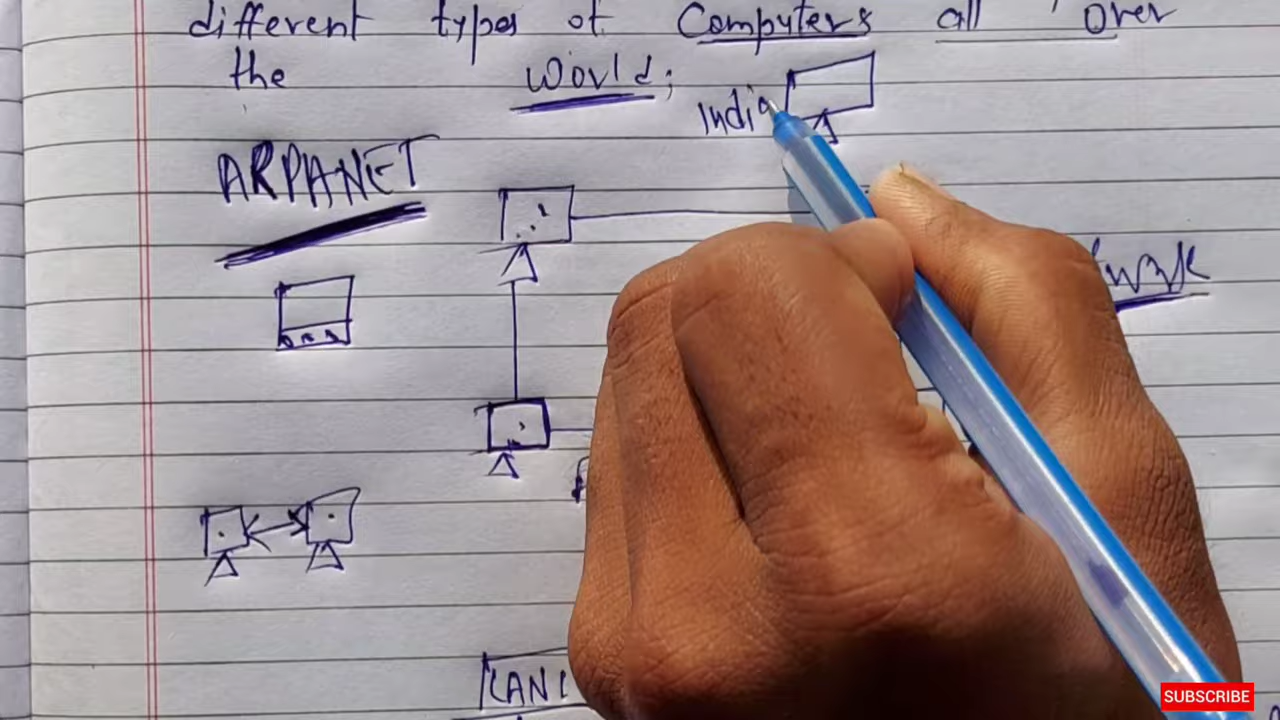 different types of Computers all over
the World;
India
ARPANET
LAN
SUBSCRIBE